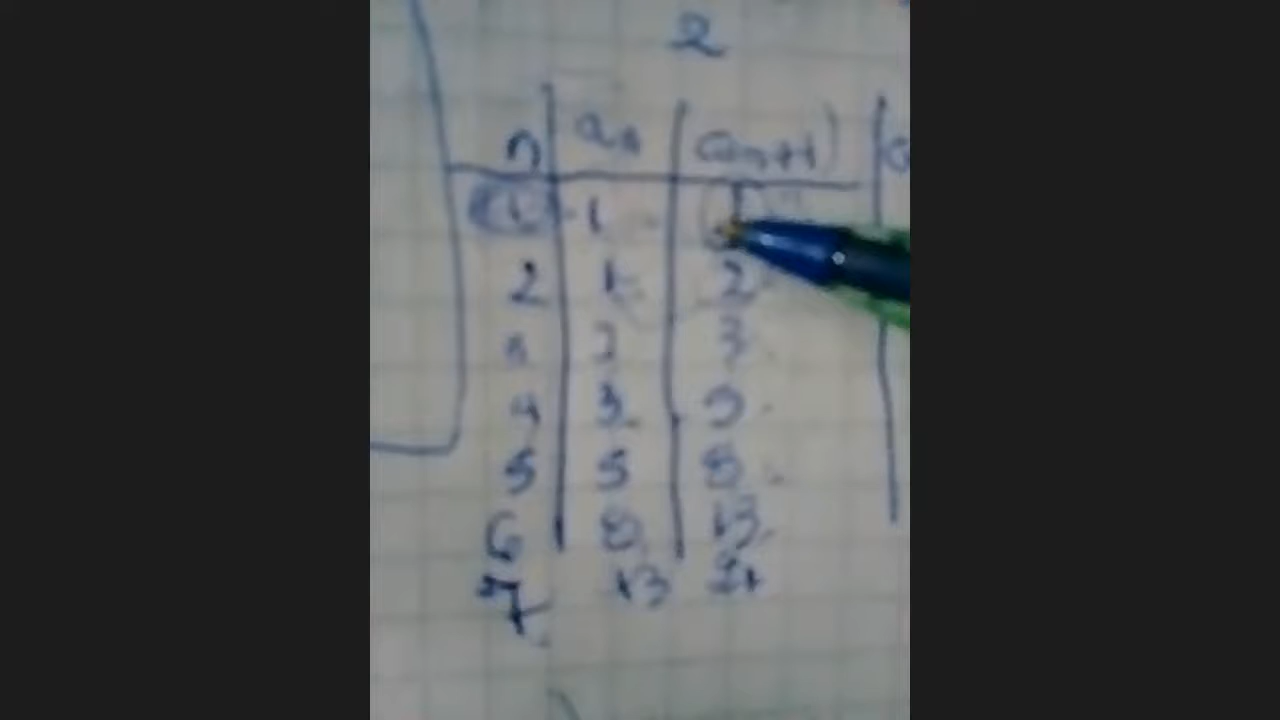 2
n aₙ (aₙ₊₁)
1 1 1
2 1 2
3 2 3
4 3 5
5 5 8
6 8 13
7 13 21